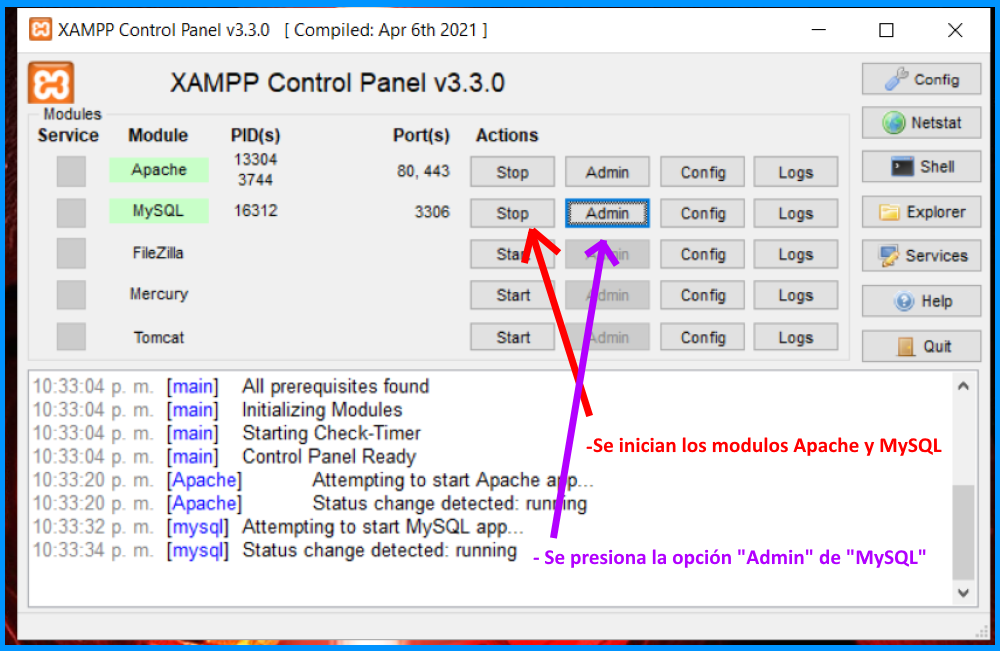 XAMPP Control Panel v3.3.0 [ Compiled: Apr 6th 2021 ]
XAMPP Control Panel v3.3.0
Config
Modules
Service Module PID(s) Port(s) Actions
Netstat
Apache 13304 3744 80, 443 Stop Admin Config Logs
Shell
MySQL 16312 3306 Stop Admin Config Logs
Explorer
FileZilla Start Admin Config Logs
Services
Mercury Start Admin Config Logs
Help
Tomcat Start Admin Config Logs
Quit
10:33:04 p. m. [main] All prerequisites found
10:33:04 p. m. [main] Initializing Modules
10:33:04 p. m. [main] Starting Check-Timer
10:33:04 p. m. [main] Control Panel Ready
-Se inician los modulos Apache y MySQL
10:33:20 p. m. [Apache] Attempting to start Apache app...
10:33:20 p. m. [Apache] Status change detected: running
10:33:32 p. m. [mysql] Attempting to start MySQL app...
10:33:34 p. m. [mysql] Status change detected: running
- Se presiona la opción "Admin" de "MySQL"